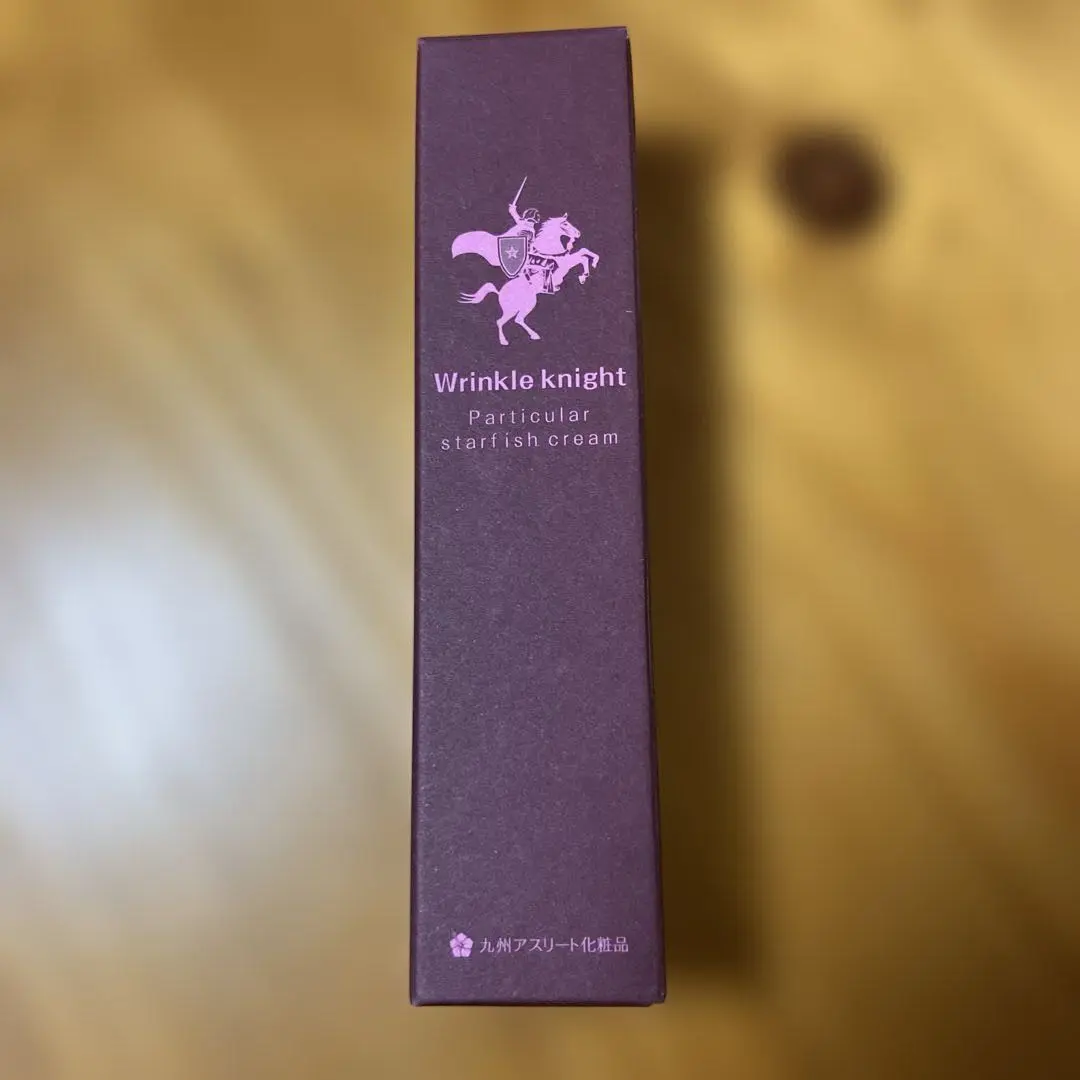 Wrinkle knight
Particular
starfish cream
九州アスリート化粧品